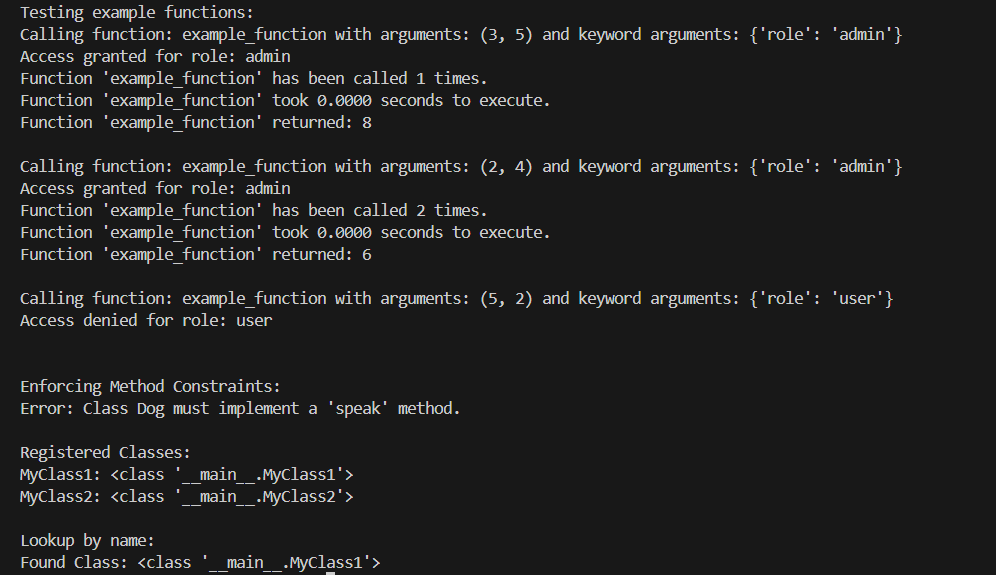 Testing example functions:
Calling function: example_function with arguments: (3, 5) and keyword arguments: {'role': 'admin'}
Access granted for role: admin
Function 'example_function' has been called 1 times.
Function 'example_function' took 0.0000 seconds to execute.
Function 'example_function' returned: 8
Calling function: example_function with arguments: (2, 4) and keyword arguments: {'role': 'admin'}
Access granted for role: admin
Function 'example_function' has been called 2 times.
Function 'example_function' took 0.0000 seconds to execute.
Function 'example_function' returned: 6
Calling function: example_function with arguments: (5, 2) and keyword arguments: {'role': 'user'}
Access denied for role: user
Enforcing Method Constraints:
Error: Class Dog must implement a 'speak' method.
Registered Classes:
MyClass1: <class '__main__.MyClass1'>
MyClass2: <class '__main__.MyClass2'>
Lookup by name:
Found Class: <class '__main__.MyClass1'>